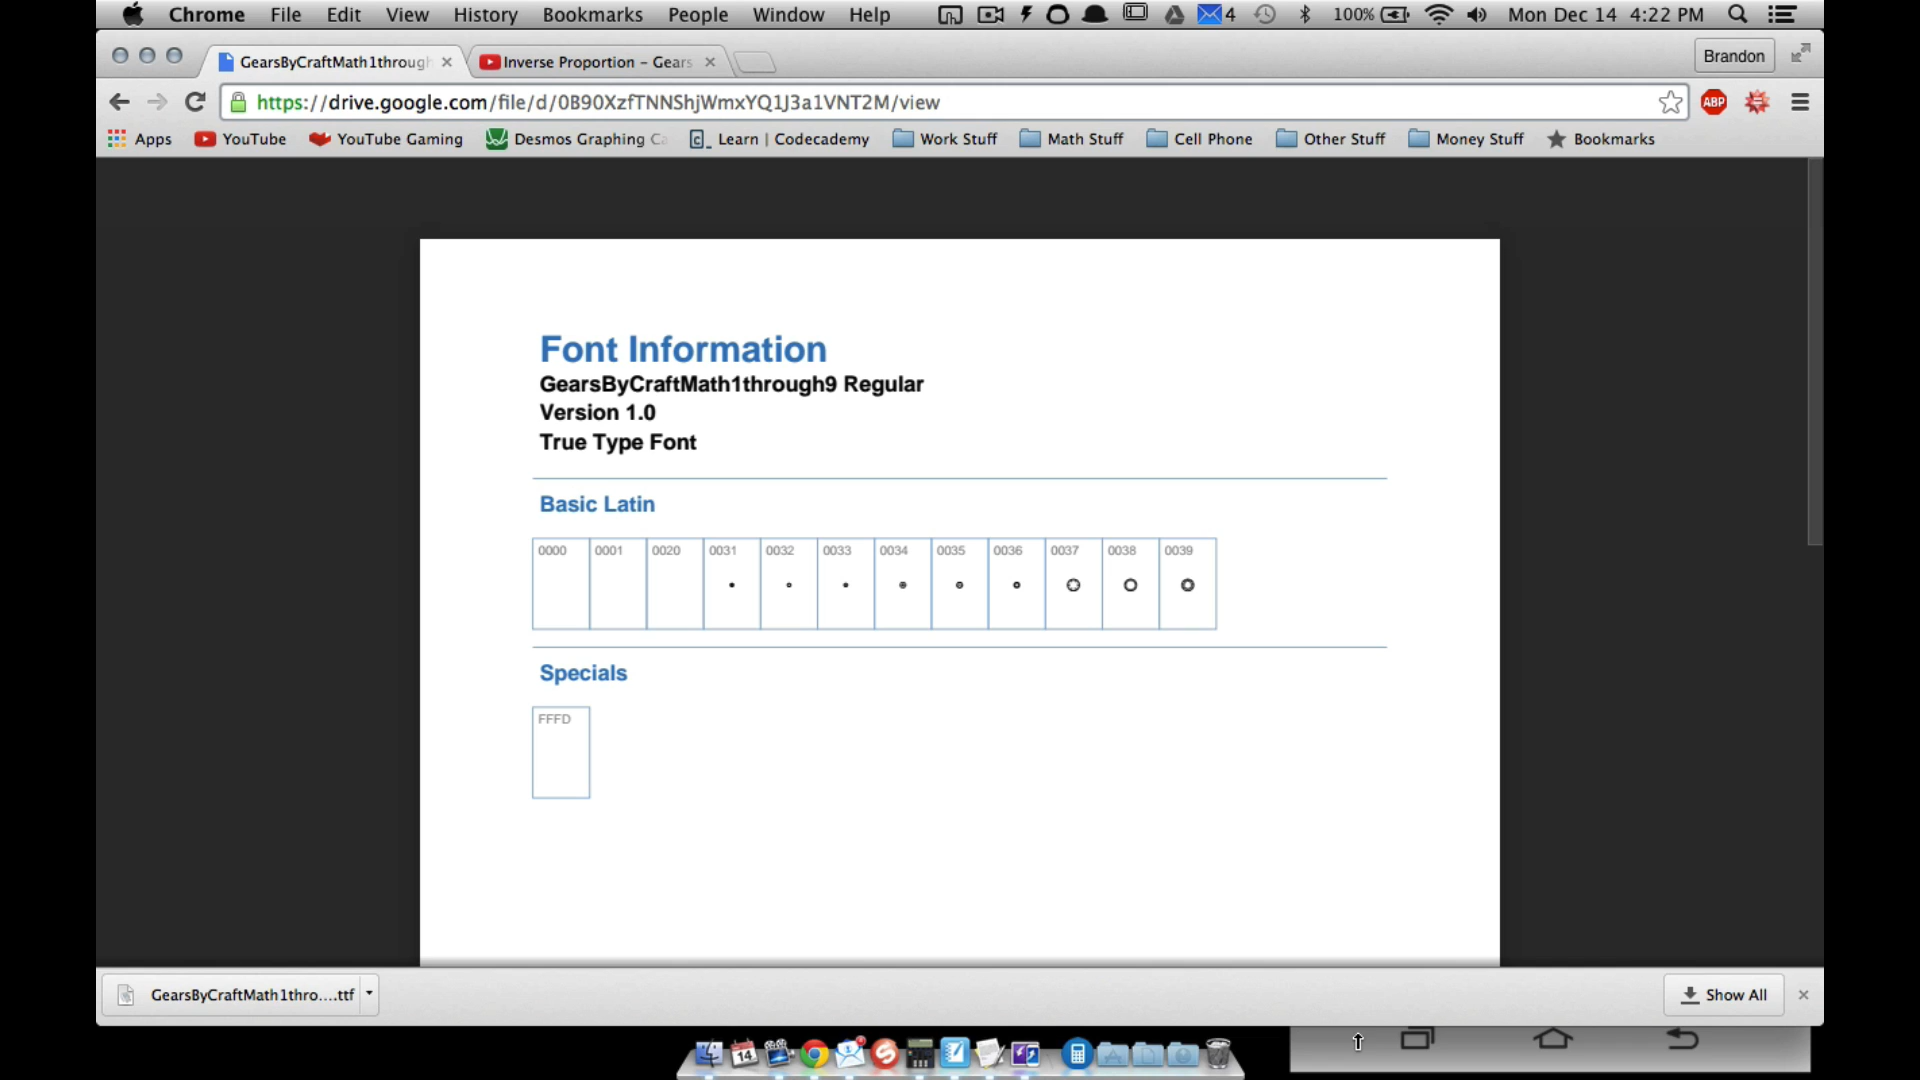 Chrome File Edit View History Bookmarks People Window Help 4 100% Mon Dec 14 4:22 PM
GearsByCraftMath1through Inverse Proportion – Gears Brandon
https://drive.google.com/file/d/0B90XzfTNNShjWmxYQ1J3a1VNT2M/view ABP
Apps YouTube YouTube Gaming Desmos Graphing Ca Learn | Codecademy Work Stuff Math Stuff Cell Phone Other Stuff Money Stuff Bookmarks
Font Information
GearsByCraftMath1through9 Regular
Version 1.0
True Type Font
Basic Latin
0000 0001 0020 0031 0032 0033 0034 0035 0036 0037 0038 0039
Specials
FFFD
GearsByCraftMath1thro....ttf Show All
14